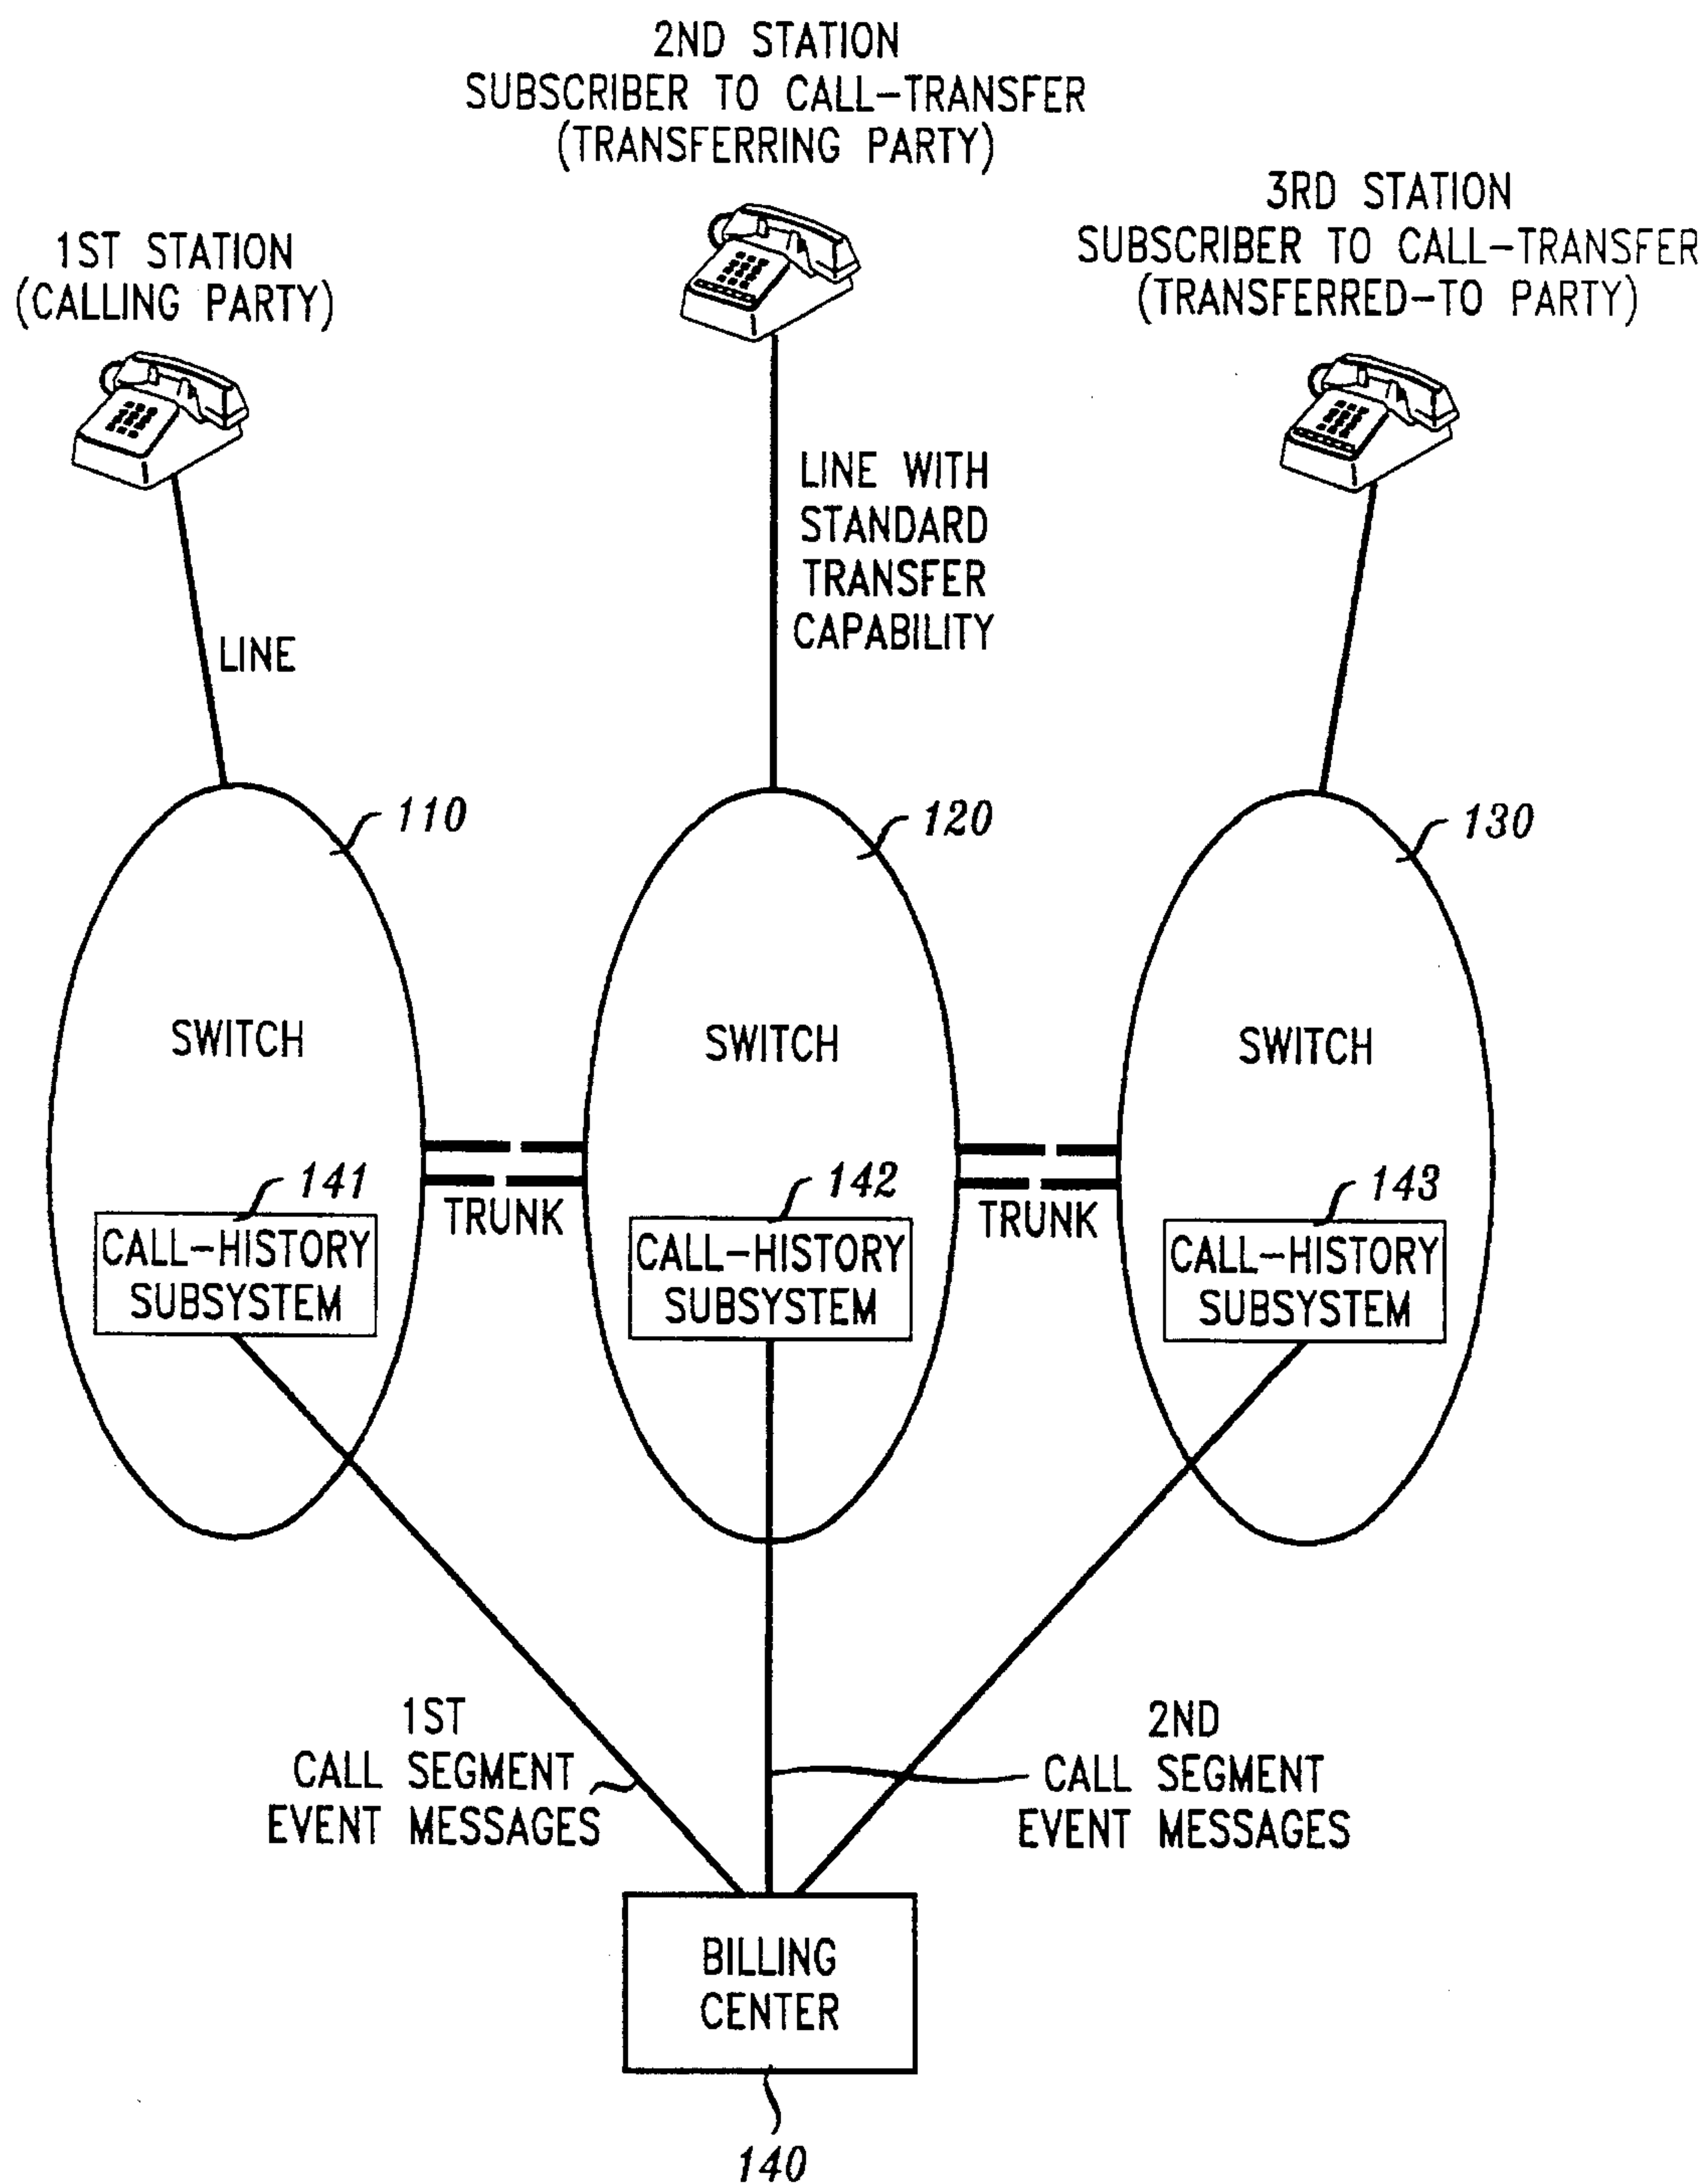 2ND STATION
SUBSCRIBER TO CALL-TRANSFER
(TRANSFERRING PARTY)
3RD STATION
SUBSCRIBER TO CALL-TRANSFER
(TRANSFERRED-TO PARTY)
1ST STATION
(CALLING PARTY)
LINE WITH
STANDARD
TRANSFER
CAPABILITY
LINE
110
120
130
SWITCH
SWITCH
SWITCH
141
142
143
TRUNK
TRUNK
CALL-HISTORY
SUBSYSTEM
CALL-HISTORY
SUBSYSTEM
CALL-HISTORY
SUBSYSTEM
1ST
CALL SEGMENT
EVENT MESSAGES
2ND
CALL SEGMENT
EVENT MESSAGES
BILLING
CENTER
140